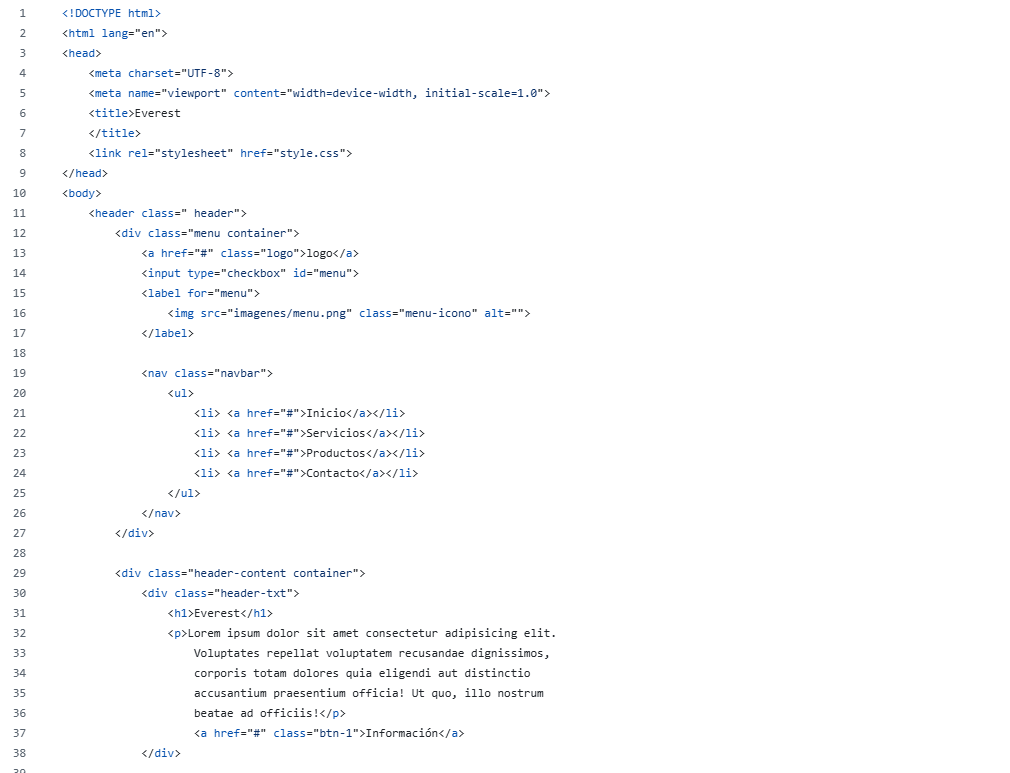 1 <!DOCTYPE html>
2 <html lang="en">
3 <head>
4     <meta charset="UTF-8">
5     <meta name="viewport" content="width=device-width, initial-scale=1.0">
6     <title>Everest
7     </title>
8     <link rel="stylesheet" href="style.css">
9 </head>
10 <body>
11     <header class=" header">
12         <div class="menu container">
13             <a href="#" class="logo">logo</a>
14             <input type="checkbox" id="menu">
15             <label for="menu">
16                 <img src="imagenes/menu.png" class="menu-icono" alt="">
17             </label>
18
19             <nav class="navbar">
20                 <ul>
21                     <li> <a href="#">Inicio</a></li>
22                     <li> <a href="#">Servicios</a></li>
23                     <li> <a href="#">Productos</a></li>
24                     <li> <a href="#">Contacto</a></li>
25                 </ul>
26             </nav>
27         </div>
28
29         <div class="header-content container">
30             <div class="header-txt">
31                 <h1>Everest</h1>
32                 <p>Lorem ipsum dolor sit amet consectetur adipisicing elit.
33                     Voluptates repellat voluptatem recusandae dignissimos,
34                     corporis totam dolores quia eligendi aut distinctio
35                     accusantium praesentium officia! Ut quo, illo nostrum
36                     beatae ad officiis!</p>
37                     <a href="#" class="btn-1">Información</a>
38             </div>
39